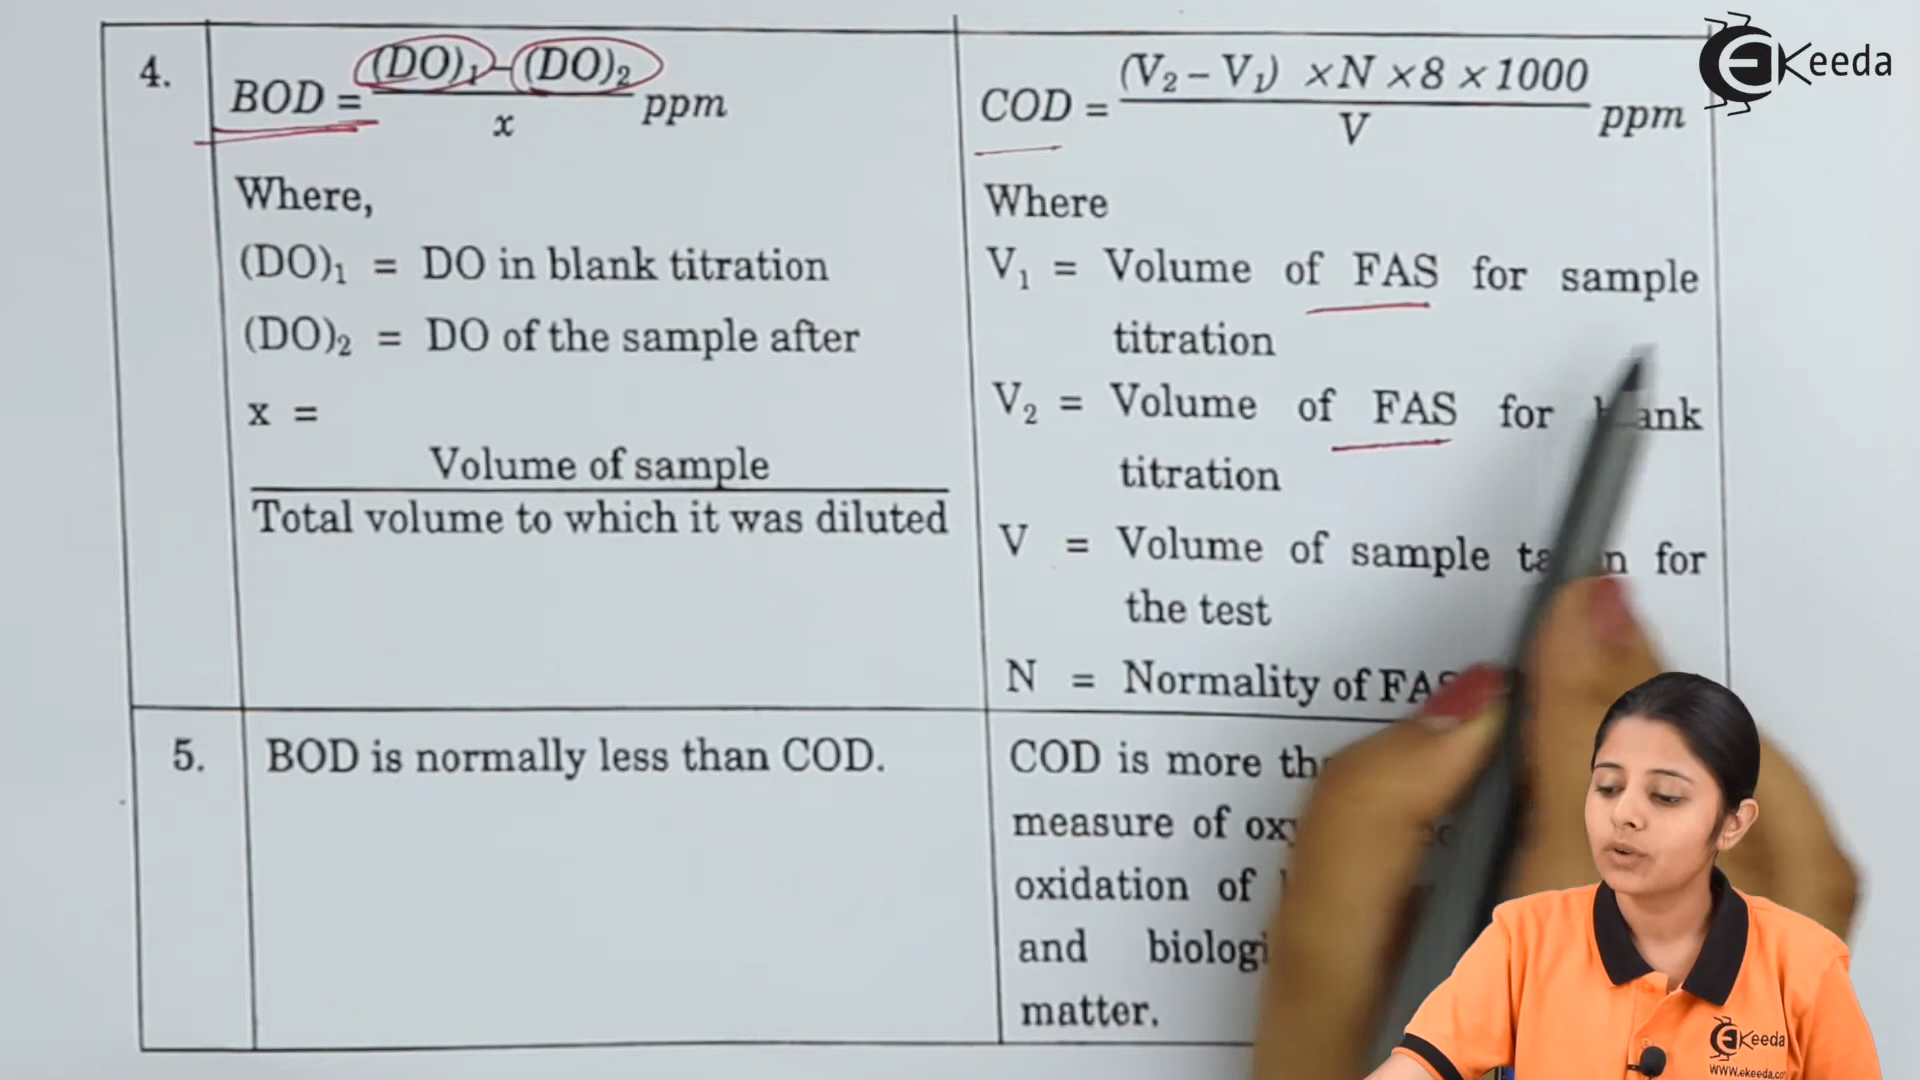 4.
BOD = (DO)₁ – (DO)₂ / x ppm
Where,
(DO)₁ = DO in blank titration
(DO)₂ = DO of the sample after
x =
Volume of sample
Total volume to which it was diluted
COD = (V₂ – V₁) × N × 8 × 1000 / V ppm
Where
V₁ = Volume of FAS for sample
titration
V₂ = Volume of FAS for
titration
V = Volume of sample for
the test
N = Normality of
5.
BOD is normally less than COD.
COD is more
measure of
oxidation of
and
matter.
Keeda
Keeda